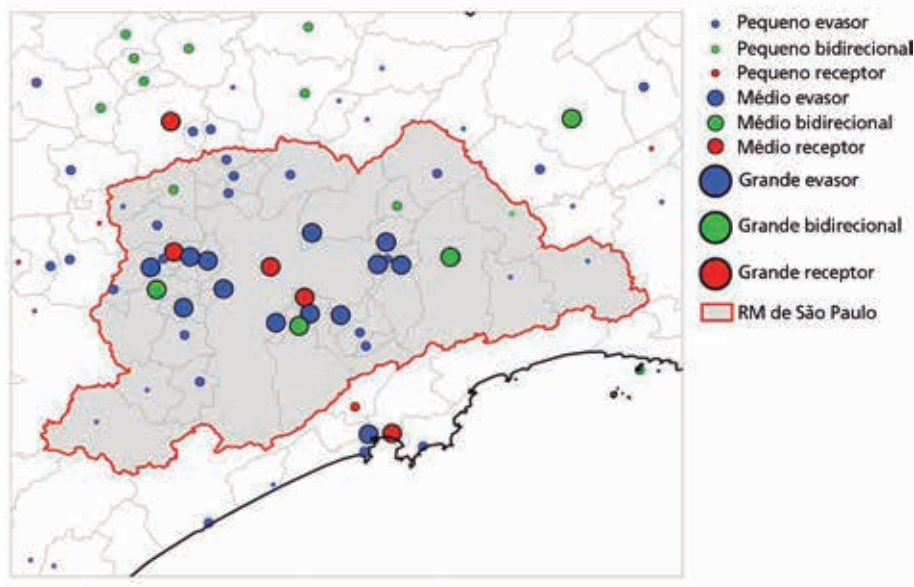 Pequeno evasor
Pequeno bidirecional
Pequeno receptor
Médio evasor
Médio bidirecional
Médio receptor
Grande evasor
Grande bidirecional
Grande receptor
RM de São Paulo